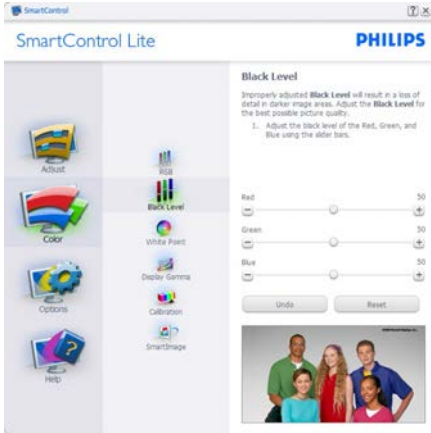 SmartControl
SmartControl Lite
PHILIPS
Adjust
Color
Options
Help
RGB
Black Level
White Point
Display Gamma
Calibration
SmartImage
Black Level
Improperly adjusted Black Level will result in a loss of
detail in darker image areas. Adjust the Black Level for
the best possible picture quality.
1. Adjust the black level of the Red, Green, and
Blue using the slider bars.
Red 50
Green 50
Blue 50
Undo Reset